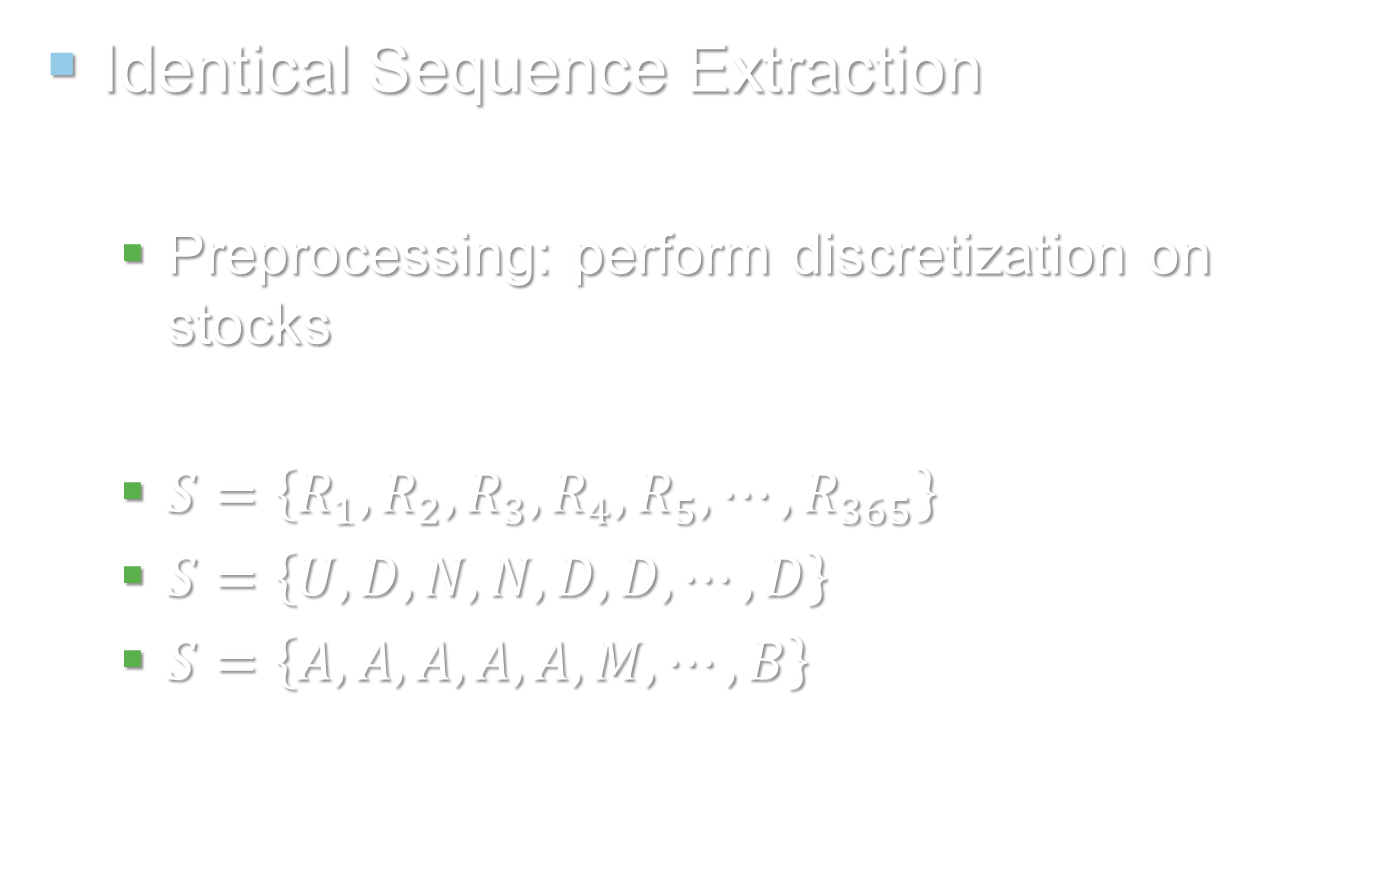 Identical Sequence Extraction
Preprocessing: perform discretization on
stocks
S = {R₁, R₂, R₃, R₄, R₅, ⋯ , R₃₆₅}
S = {U, D, N, N, D, D, ⋯ , D}
S = {A, A, A, A, A, M, ⋯ , B}